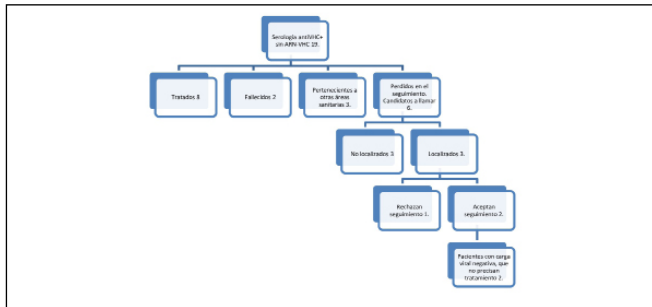 Serología antiVHC+
sin ARN VHC 19.
Tratados 8
Fallecidos 2
Pertenecientes a
otras áreas
sanitarias 3.
Perdidos en el
seguimiento.
Candidatos a llamar
6.
No localizados 3
Localizados 3.
Rechazan
seguimiento 1.
Aceptan
seguimiento 2.
Pacientes con carga
viral negativa, que
no precisan
tratamiento 2.